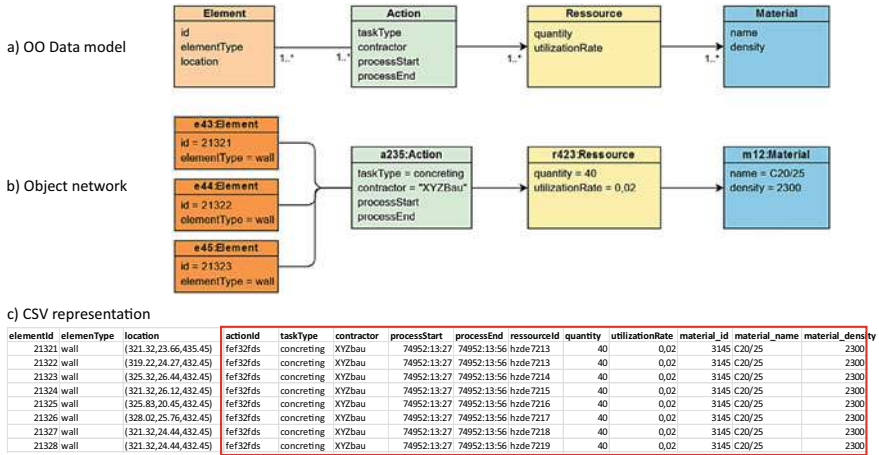 Element
id
elementType
location
1..*
a) OO Data model
Action
taskType
contractor
processStart
processEnd
1..*
Ressource
quantity
utilizationRate
1..*
Material
name
density
1..*
b) Object network
e43:Element
id = 21321
elementType = wall
e44:Element
id = 21322
elementType = wall
e45:Element
id = 21323
elementType = wall
a235:Action
taskType = concreting
contractor = "XYZBau"
processStart
processEnd
r423:Ressource
quantity = 40
utilizationRate = 0,02
m12:Material
name = C20/25
density = 2300
c) CSV representation
elementId elemenType location actionId taskType contractor processStart processEnd ressourceId quantity utilizationRate material_id material_name material_density
21321 wall (321.32,23.66,435.45) fef32fds concreting XYZbau 74952:13:27 74952:13:56 hzde7213 40 0,02 3145 C20/25 2300
21322 wall (319.22,24.27,432.45) fef32fds concreting XYZbau 74952:13:27 74952:13:56 hzde7213 40 0,02 3145 C20/25 2300
21323 wall (325.32,26.44,432.45) fef32fds concreting XYZbau 74952:13:27 74952:13:56 hzde7214 40 0,02 3145 C20/25 2300
21324 wall (321.32,26.12,432.45) fef32fds concreting XYZbau 74952:13:27 74952:13:56 hzde7215 40 0,02 3145 C20/25 2300
21325 wall (325.83,20.45,432.45) fef32fds concreting XYZbau 74952:13:27 74952:13:56 hzde7216 40 0,02 3145 C20/25 2300
21326 wall (328.02,25.76,432.45) fef32fds concreting XYZbau 74952:13:27 74952:13:56 hzde7217 40 0,02 3145 C20/25 2300
21327 wall (321.32,24.44,432.45) fef32fds concreting XYZbau 74952:13:27 74952:13:56 hzde7218 40 0,02 3145 C20/25 2300
21328 wall (321.32,24.44,432.45) fef32fds concreting XYZbau 74952:13:27 74952:13:56 hzde7219 40 0,02 3145 C20/25 2300